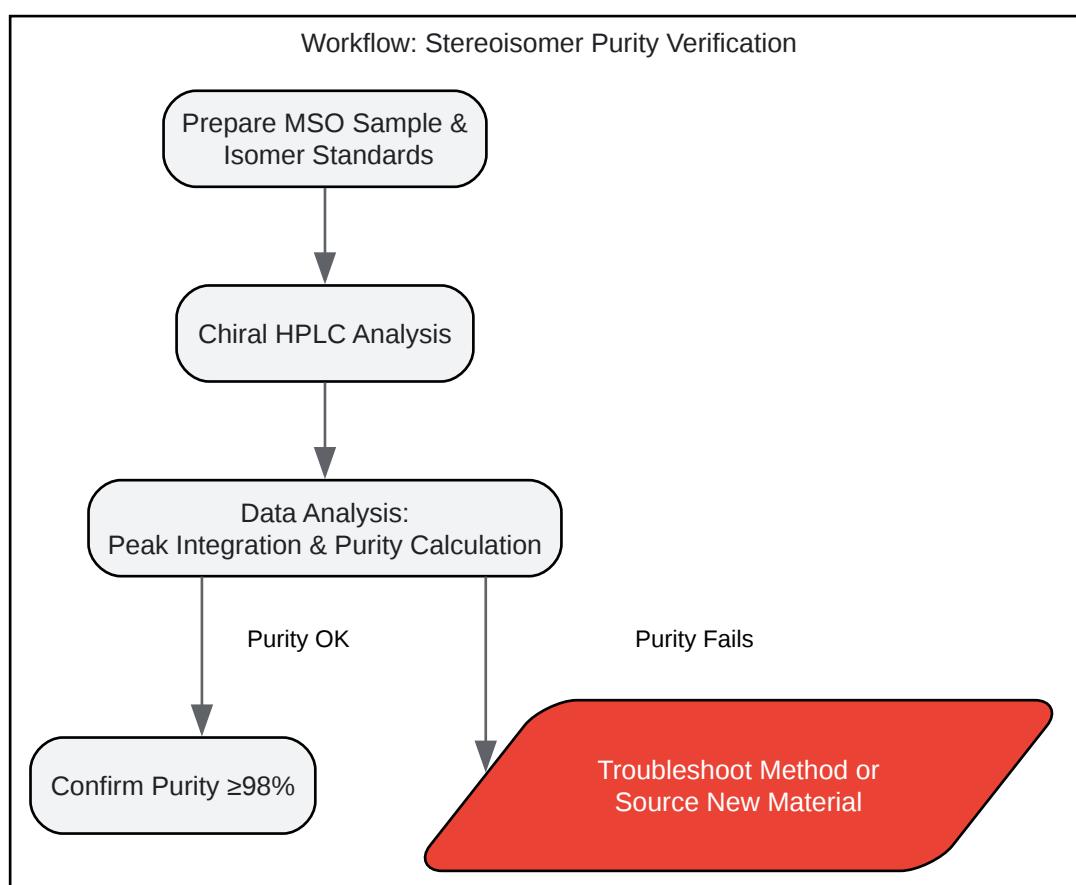 Workflow: Stereoisomer Purity Verification
Prepare MSO Sample &
Isomer Standards
Chiral HPLC Analysis
Data Analysis:
Peak Integration & Purity Calculation
Purity OK
Purity Fails
Confirm Purity ≥98%
Troubleshoot Method or
Source New Material